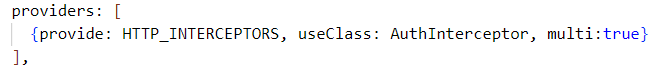 providers: [
{provide: HTTP_INTERCEPTORS, useClass: AuthInterceptor, multi:true}
],